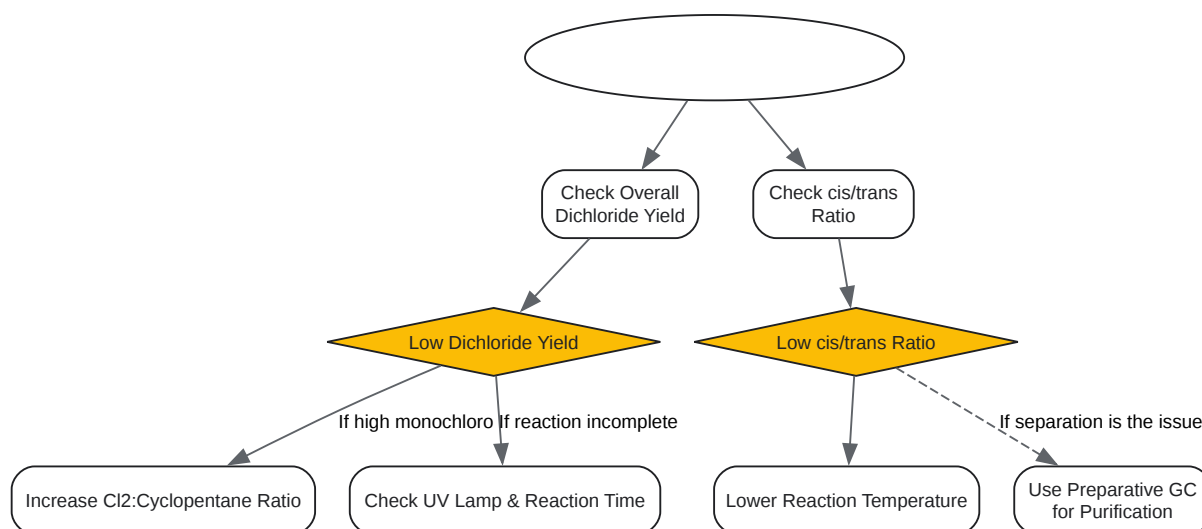 Check Overall
Dichloride Yield
Check cis/trans
Ratio
Low Dichloride Yield
Low cis/trans Ratio
If high monochloro
If reaction incomplete
If separation is the issue
Increase Cl2:Cyclopentane Ratio
Check UV Lamp & Reaction Time
Lower Reaction Temperature
Use Preparative GC
for Purification